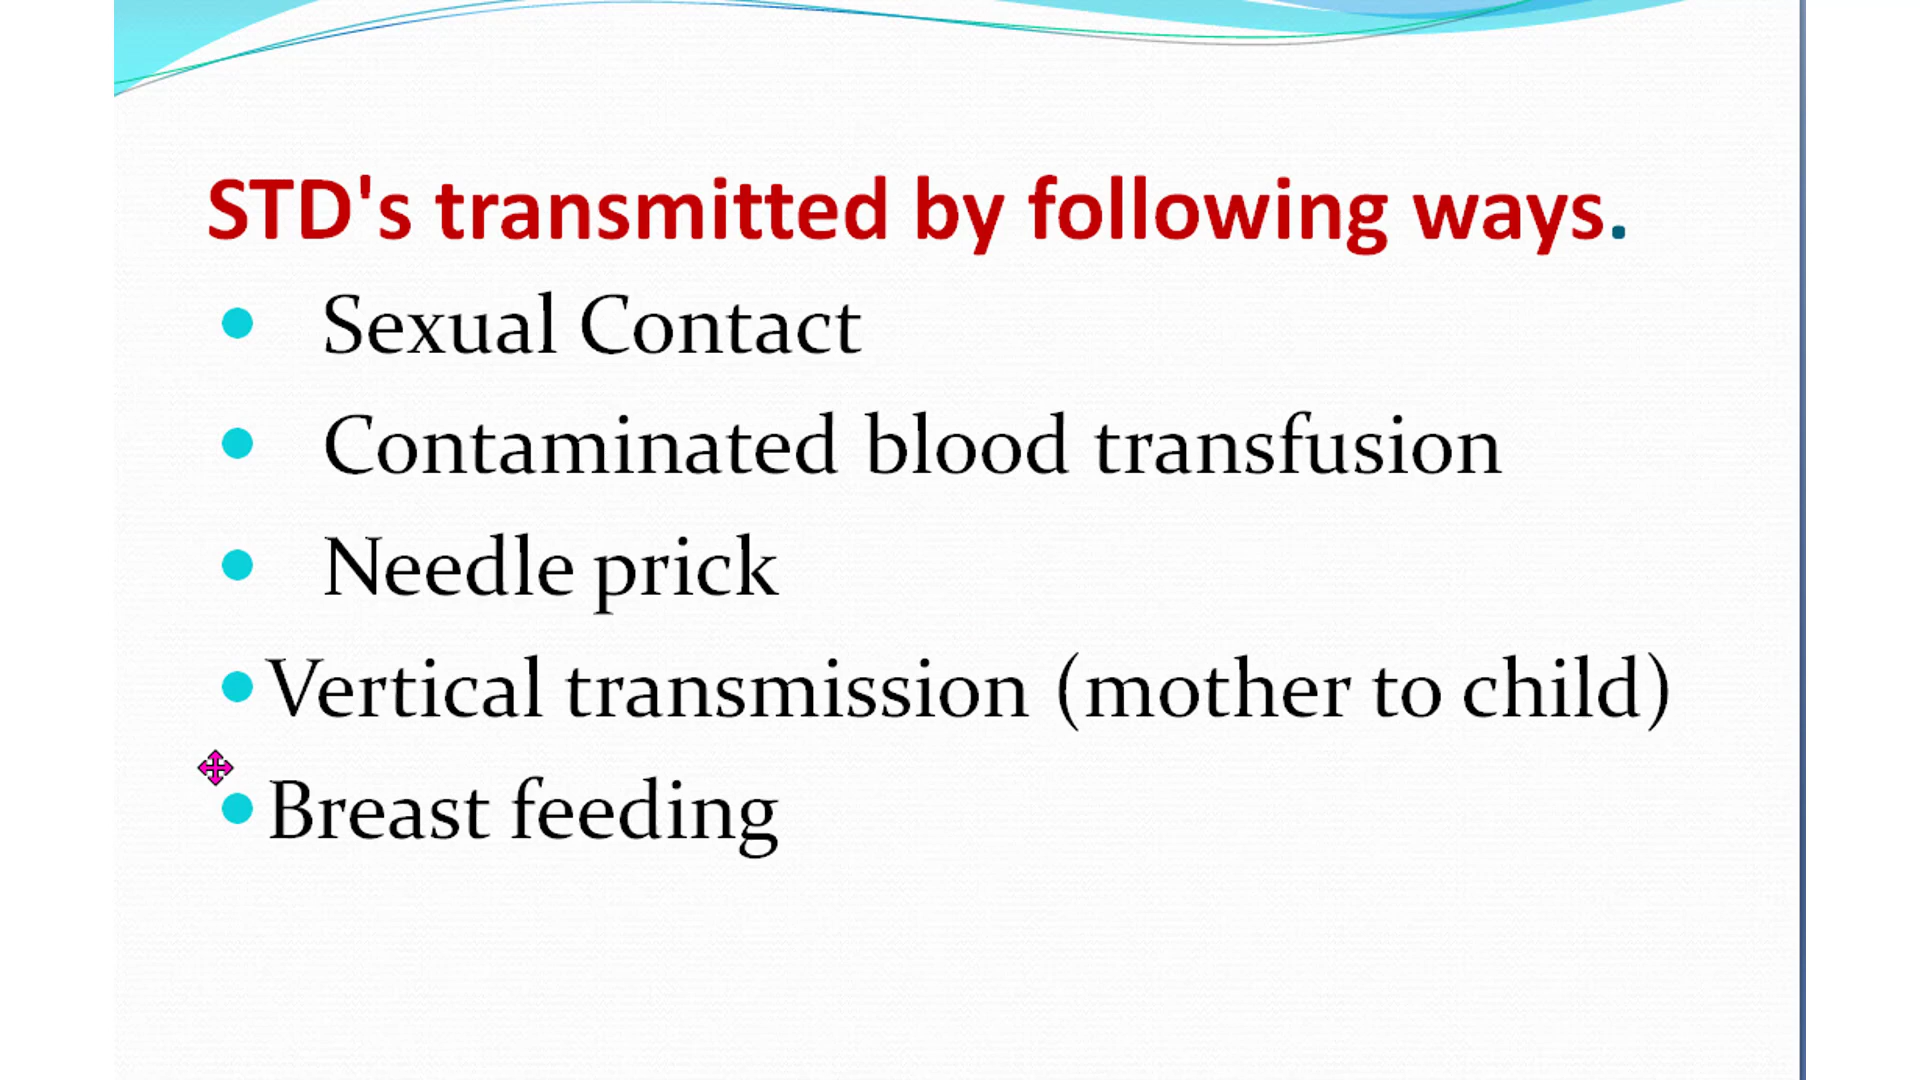 STD's transmitted by following ways.
• Sexual Contact
• Contaminated blood transfusion
• Needle prick
• Vertical transmission (mother to child)
• Breast feeding